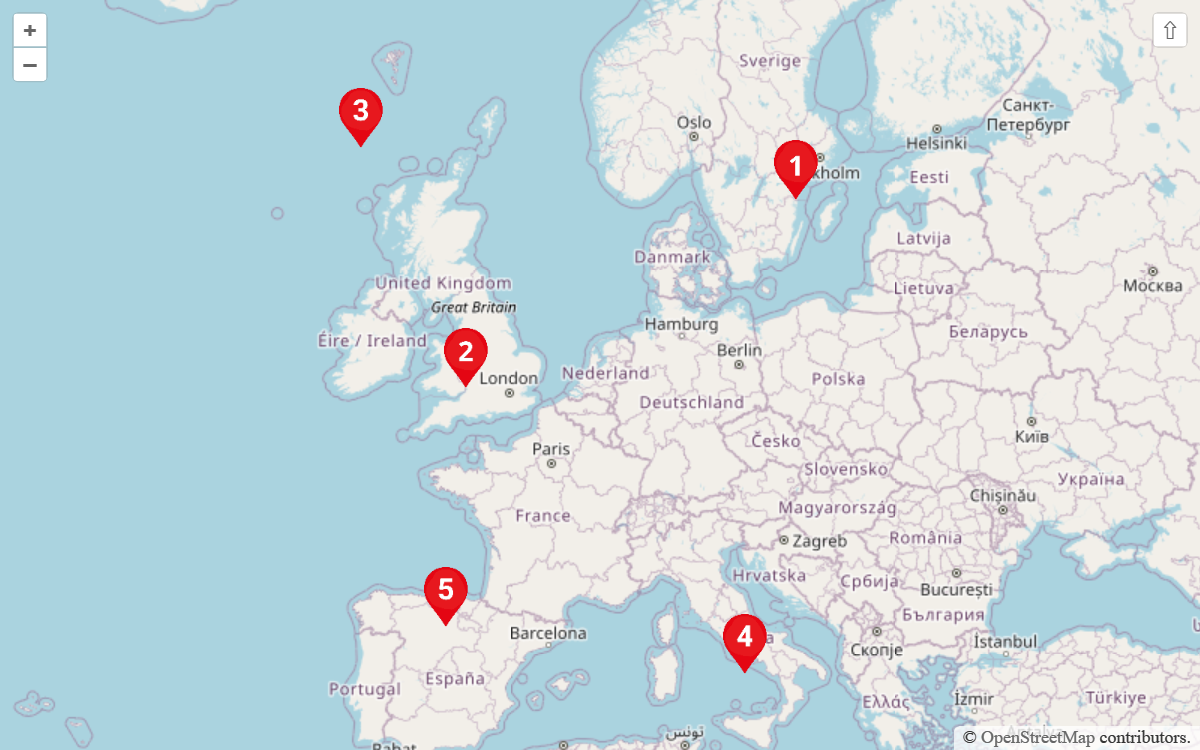 +
−
⇧
Sverige
3
Oslo
Санкт-
Петербург
Helsinki
1
kholm
Eesti
Latvija
Danmark
Москва
United Kingdom
Lietuva
Great Britain
Hamburg
Беларусь
Éire / Ireland
2
Berlin
London
Nederland
Polska
Deutschland
Česko
Київ
Paris
Slovensko
Україна
Chișinău
France
Magyarország
Zagreb
România
Hrvatska
Србија
București
5
България
Barcelona
4
a
İstanbul
Скопје
España
Portugal
Ελλάς
İzmir
Türkiye
تونس
Rabat
Antalya
© OpenStreetMap contributors.